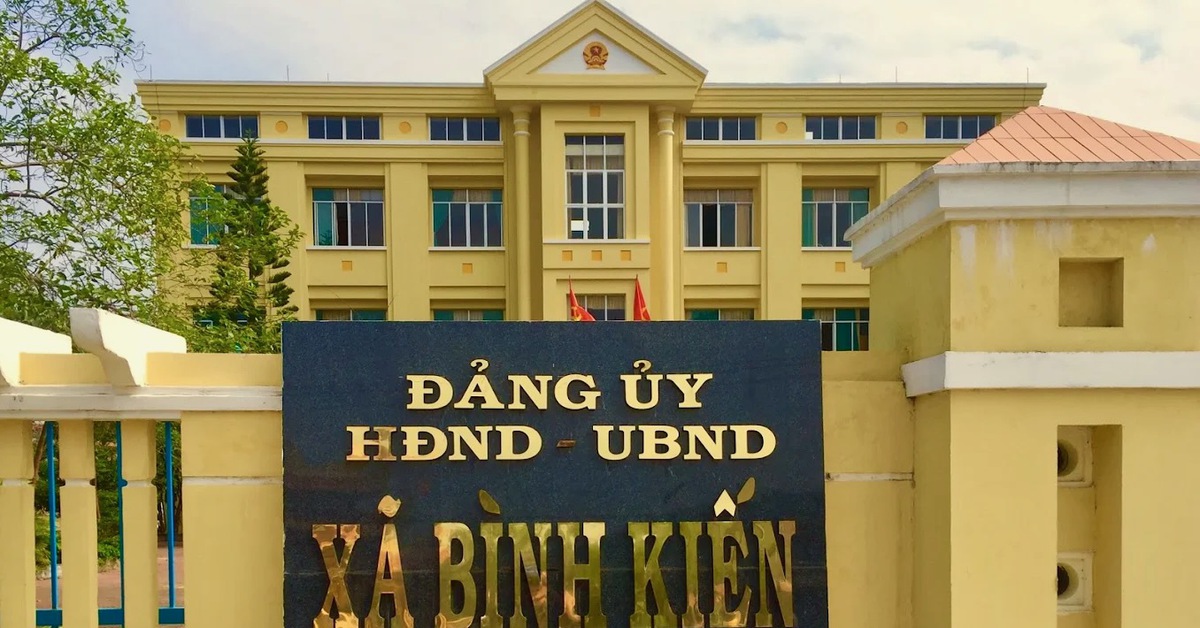 ĐẢNG ỦY
HĐND - UBND
XÃ BÌNH KIẾN